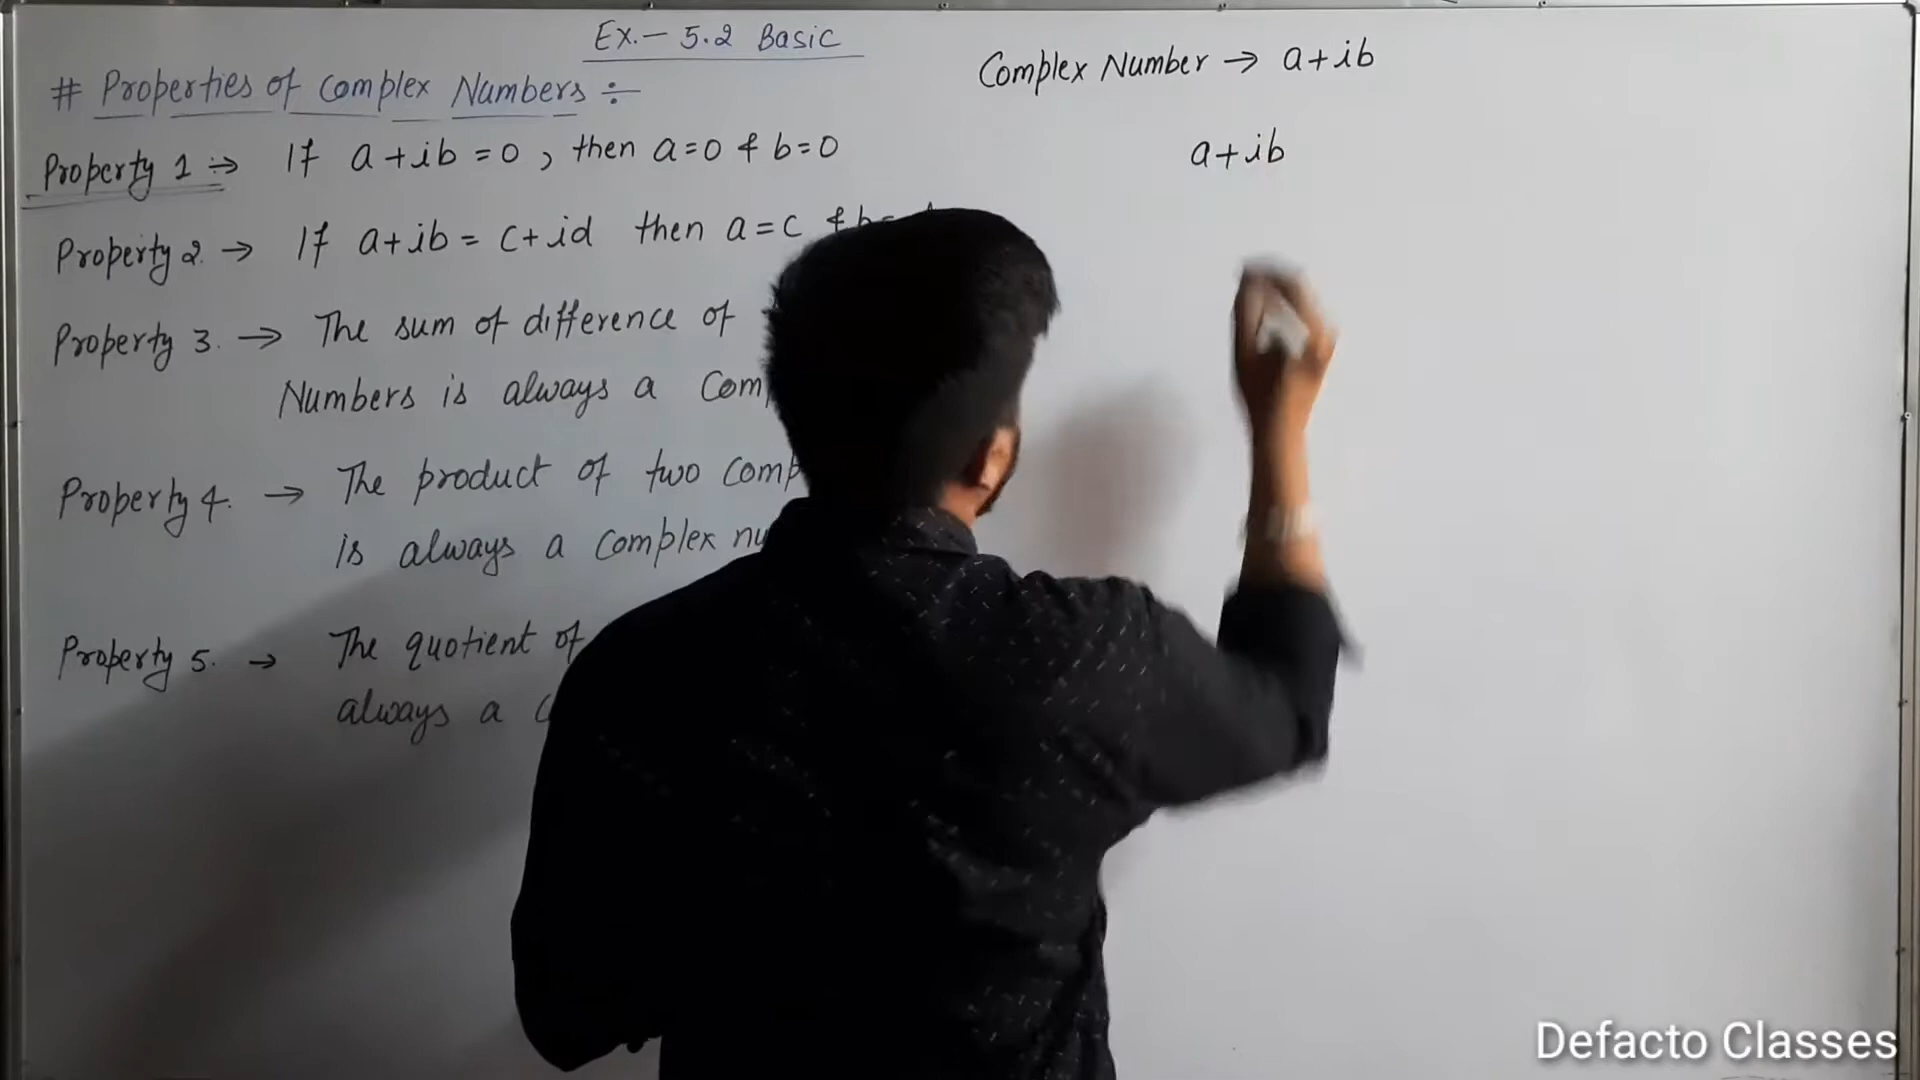 Ex.- 5.2 Basic
# Properties of Complex Numbers ÷
Property 1 ⇒ If a+ib = 0, then a=0 & b=0
Property 2. → If a+ib = c+id then a=c &
Property 3. → The sum of difference of
Numbers is always a
Property 4. → The product of two
is always a complex
Property 5. → The quotient of
always a
Complex Number → a+ib
a+ib
Defacto Classes